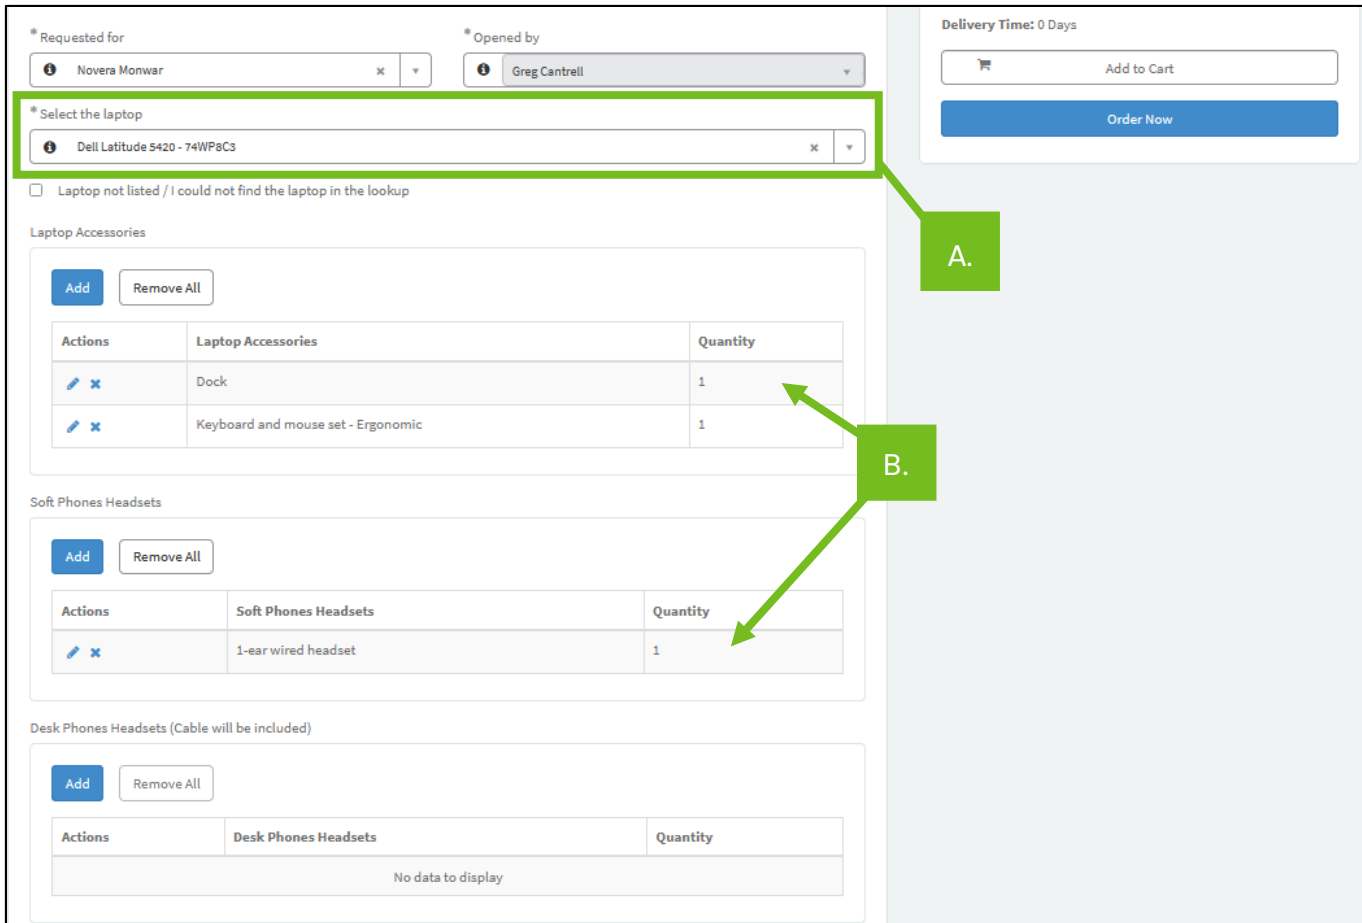 * Requested for
Novera Monwar
* Opened by
Greg Cantrell
* Select the laptop
Dell Latitude 5420 - 74WP8C3
Laptop not listed / I could not find the laptop in the lookup
Laptop Accessories
Add Remove All
Actions Laptop Accessories Quantity
Dock 1
Keyboard and mouse set - Ergonomic 1
Soft Phones Headsets
Add Remove All
Actions Soft Phones Headsets Quantity
1-ear wired headset 1
Desk Phones Headsets (Cable will be included)
Add Remove All
Actions Desk Phones Headsets Quantity
No data to display
Delivery Time: 0 Days
Add to Cart
Order Now
A.
B.